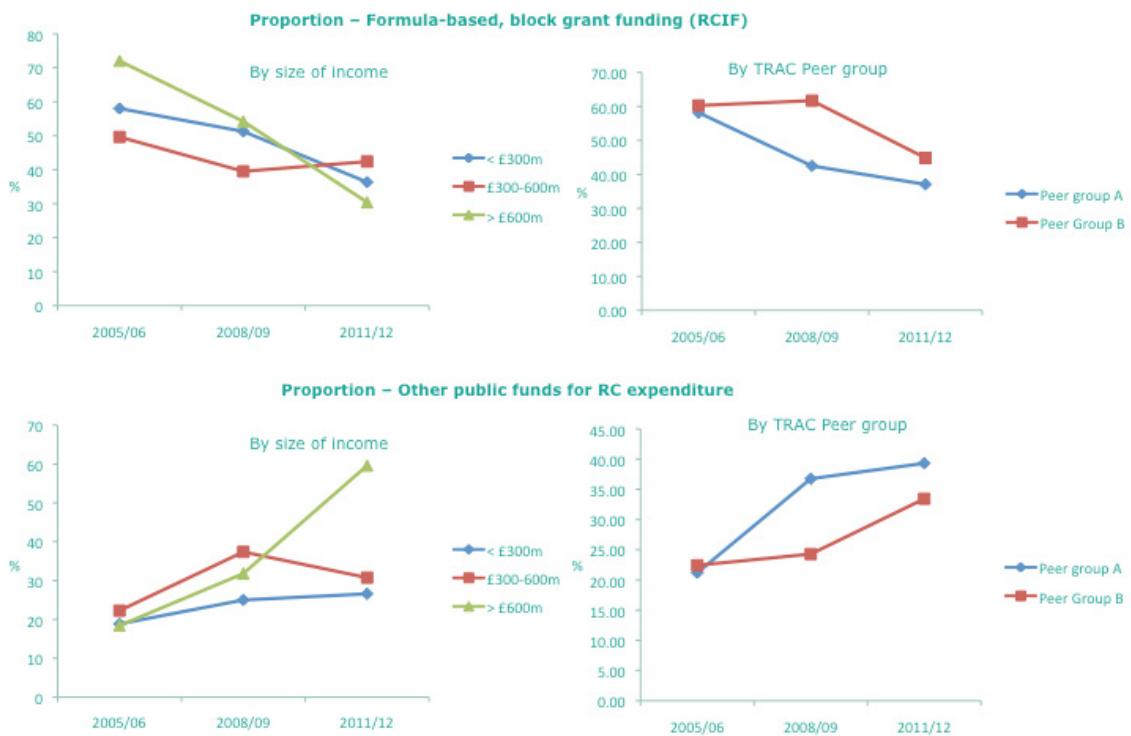 Proportion – Formula-based, block grant funding (RCIF)
By size of income
80
70
60
50
40
30
20
10
0
%
2005/06 2008/09 2011/12
< £300m
£300-600m
> £600m
By TRAC Peer group
70.00
60.00
50.00
40.00
30.00
20.00
10.00
0.00
%
2005/06 2008/09 2011/12
Peer group A
Peer Group B
Proportion – Other public funds for RC expenditure
By size of income
70
60
50
40
30
20
10
0
%
2005/06 2008/09 2011/12
< £300m
£300-600m
> £600m
By TRAC Peer group
45.00
40.00
35.00
30.00
25.00
20.00
15.00
10.00
5.00
0.00
%
2005/06 2008/09 2011/12
Peer group A
Peer Group B